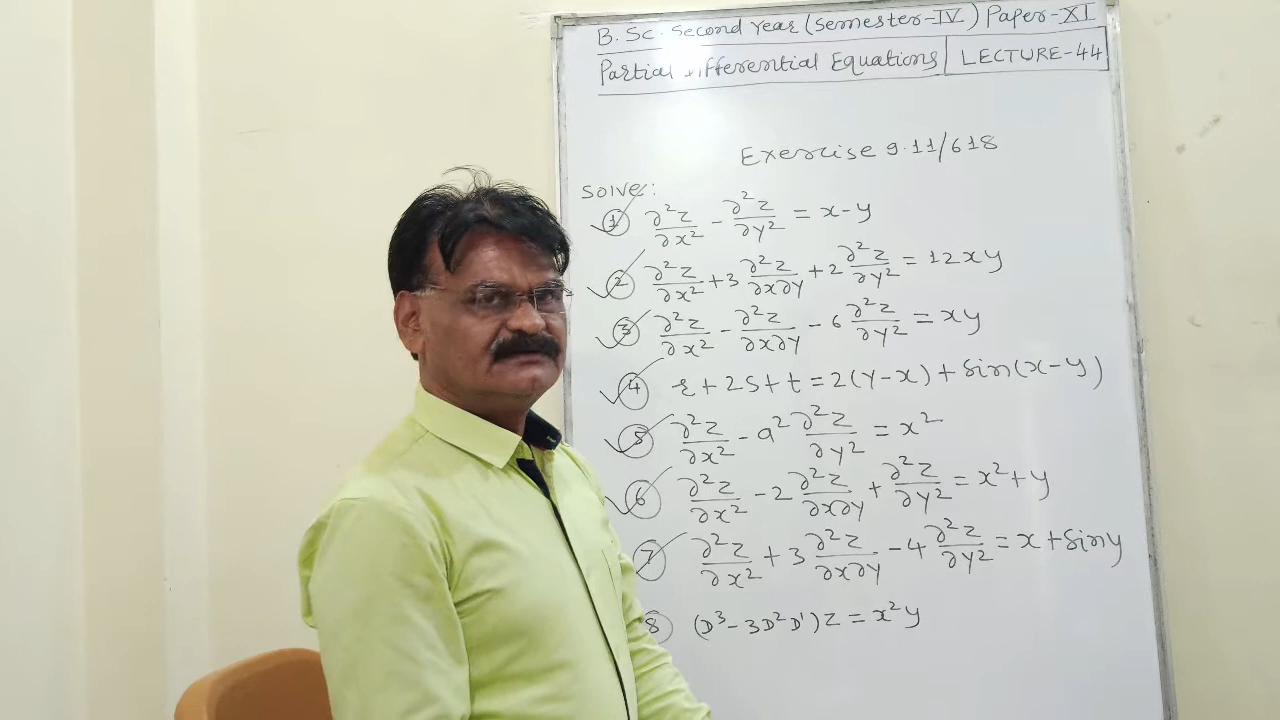 B.Sc. Second Year (Semester-IV) Paper-XI
Partial Differential Equations | LECTURE-44
Exercise 9.11/618
Solve:
① ∂²z/∂x² - ∂²z/∂y² = x-y
② ∂²z/∂x² + 3 ∂²z/∂x∂y + 2 ∂²z/∂y² = 12xy
③ ∂²z/∂x² - ∂²z/∂x∂y - 6 ∂²z/∂y² = xy
④ r + 2s + t = 2(y-x) + sin(x-y)
⑤ ∂²z/∂x² - a² ∂²z/∂y² = x²
⑥ ∂²z/∂x² - 2 ∂²z/∂x∂y + ∂²z/∂y² = x² + y
⑦ ∂²z/∂x² + 3 ∂²z/∂x∂y - 4 ∂²z/∂y² = x + siny
⑧ (D³ - 3D²D')z = x²y